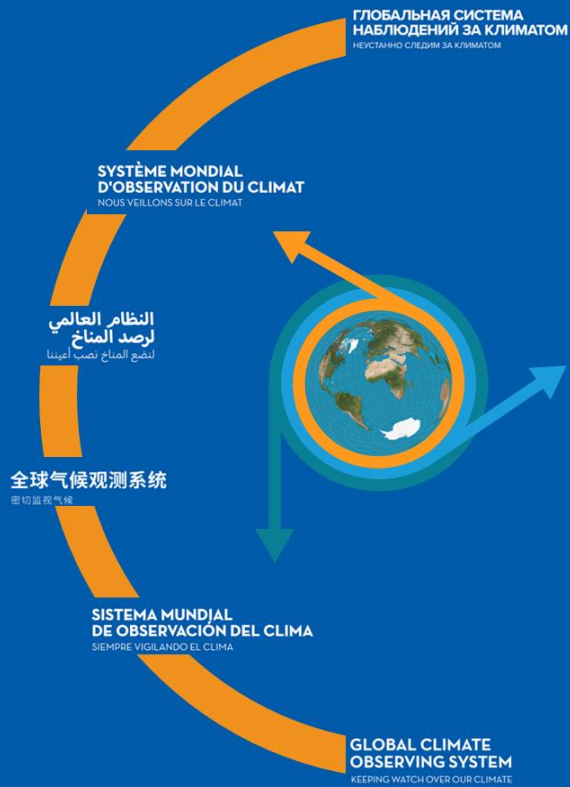 ГЛОБАЛЬНАЯ СИСТЕМА
НАБЛЮДЕНИЙ ЗА КЛИМАТОМ
НЕУСТАННО СЛЕДИМ ЗА КЛИМАТОМ
SYSTÈME MONDIAL
D'OBSERVATION DU CLIMAT
NOUS VEILLONS SUR LE CLIMAT
النظام العالمي
لرصد المناخ
لنضع المناخ نصب أعيننا
全球气候观测系统
密切监视气候
SISTEMA MUNDIAL
DE OBSERVACIÓN DEL CLIMA
SIEMPRE VIGILANDO EL CLIMA
GLOBAL CLIMATE
OBSERVING SYSTEM
KEEPING WATCH OVER OUR CLIMATE